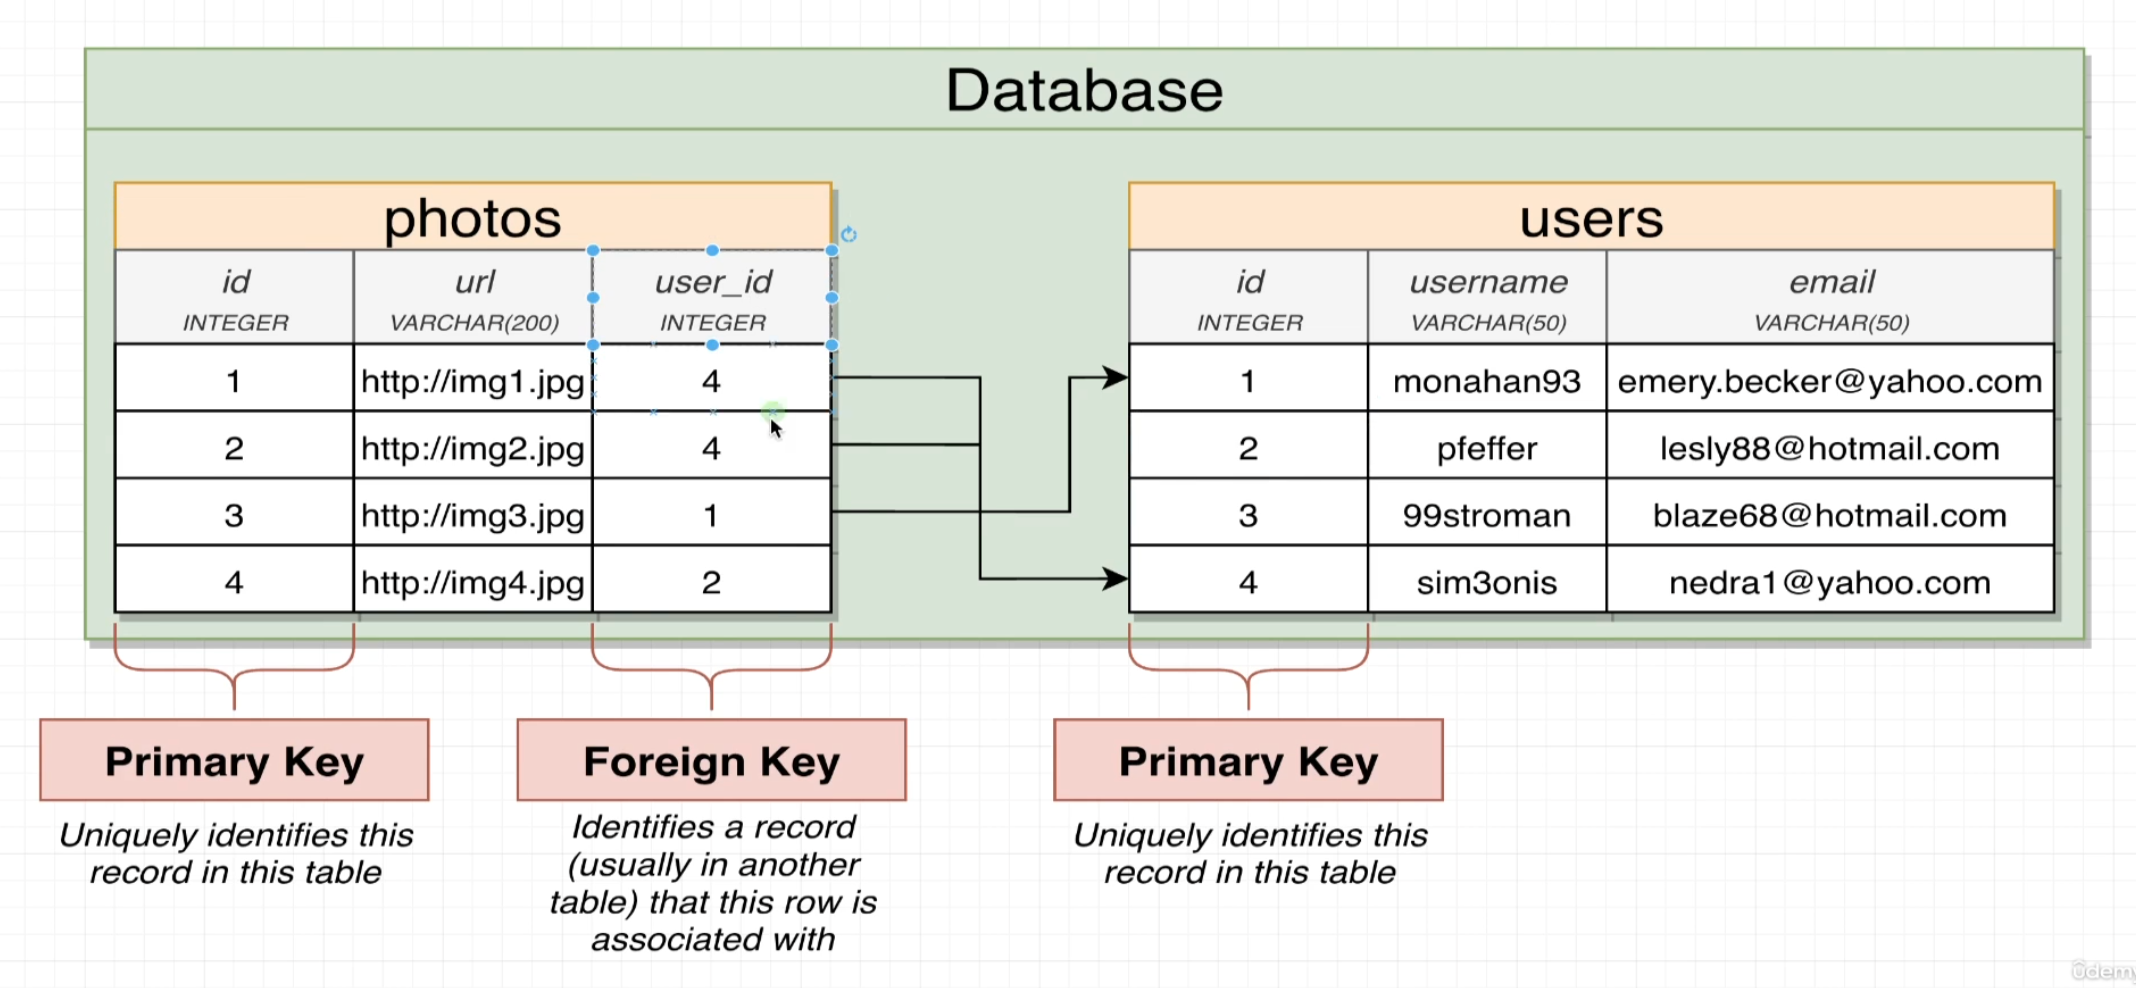 Database
photos
id url user_id
INTEGER VARCHAR(200) INTEGER
1 http://img1.jpg 4
2 http://img2.jpg 4
3 http://img3.jpg 1
4 http://img4.jpg 2
users
id username email
INTEGER VARCHAR(50) VARCHAR(50)
1 monahan93 emery.becker@yahoo.com
2 pfeffer lesly88@hotmail.com
3 99stroman blaze68@hotmail.com
4 sim3onis nedra1@yahoo.com
Primary Key
Uniquely identifies this
record in this table
Foreign Key
Identifies a record
(usually in another
table) that this row is
associated with
Primary Key
Uniquely identifies this
record in this table
ûdemy